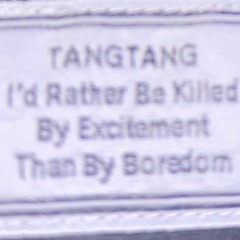 TANGTANG
I'd Rather Be Killed
By Excitement
Than By Boredom